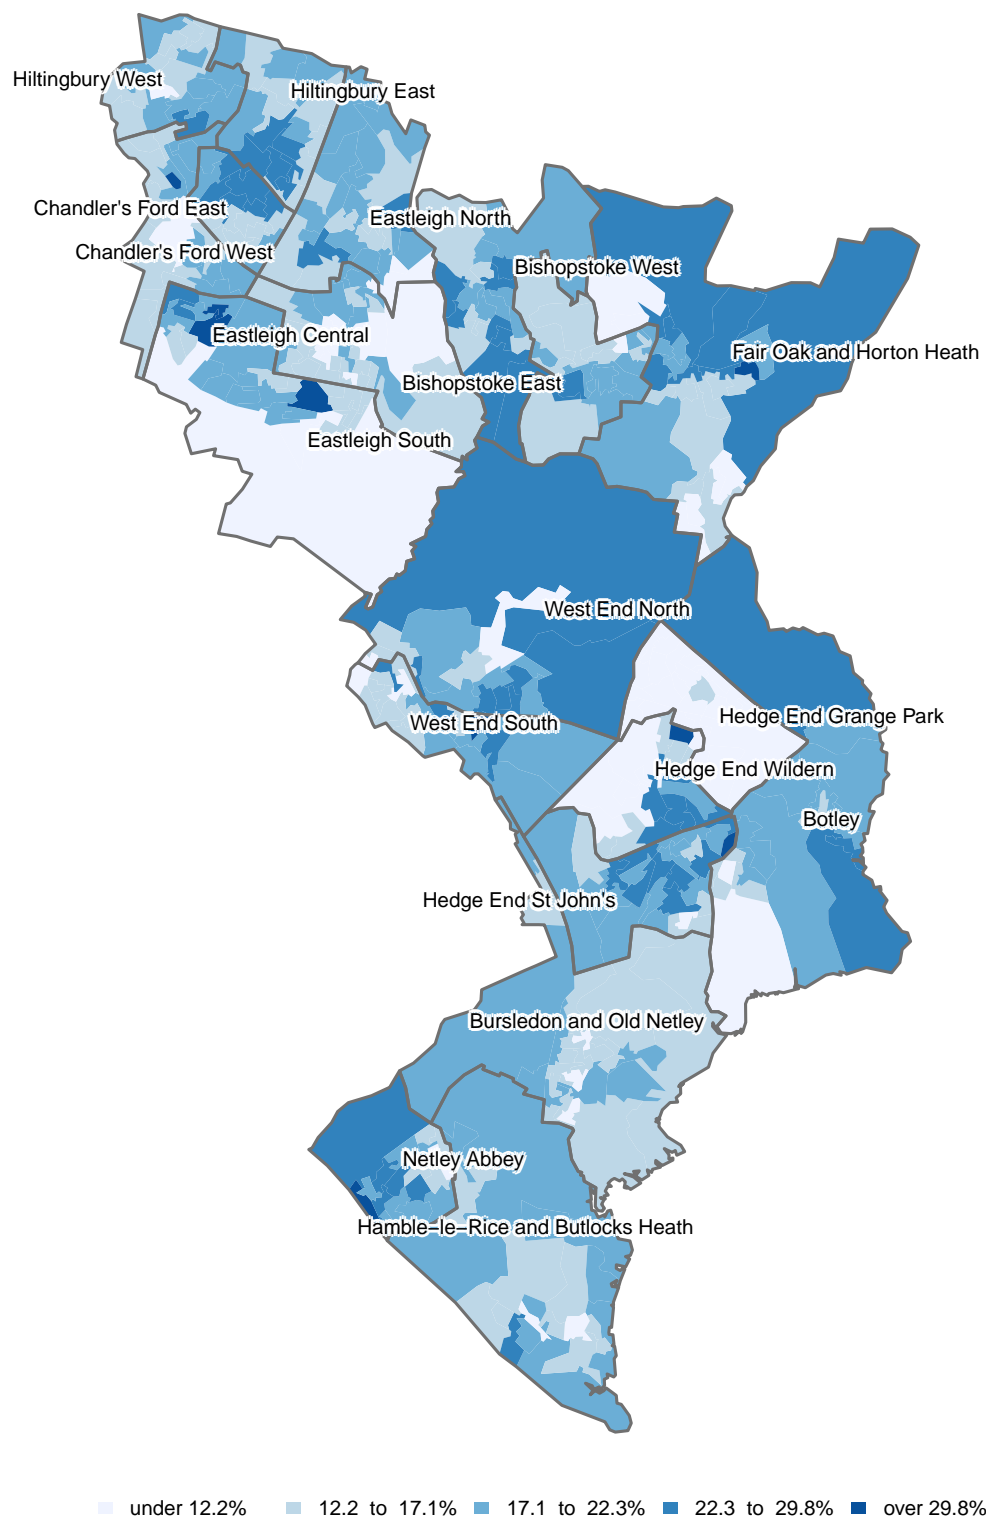 Hiltingbury West
Hiltingbury East
Chandler's Ford East
Eastleigh North
Chandler's Ford West
Bishopstoke West
Eastleigh Central
Fair Oak and Horton Heath
Bishopstoke East
Eastleigh South
West End North
West End South
Hedge End Grange Park
Hedge End Wildern
Botley
Hedge End St John's
Bursledon and Old Netley
Netley Abbey
Hamble−le−Rice and Butlocks Heath
under 12.2% 12.2 to 17.1% 17.1 to 22.3% 22.3 to 29.8% over 29.8%